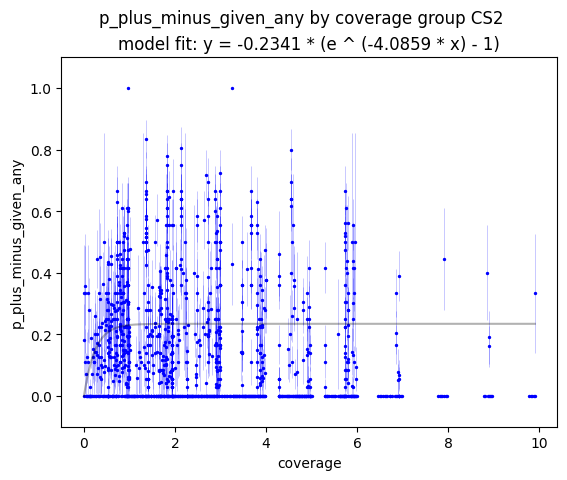 p_plus_minus_given_any by coverage group CS2
model fit: y = -0.2341 * (e ^ (-4.0859 * x) - 1)
p_plus_minus_given_any
1.0
0.8
0.6
0.4
0.2
0.0
0 2 4 6 8 10
coverage